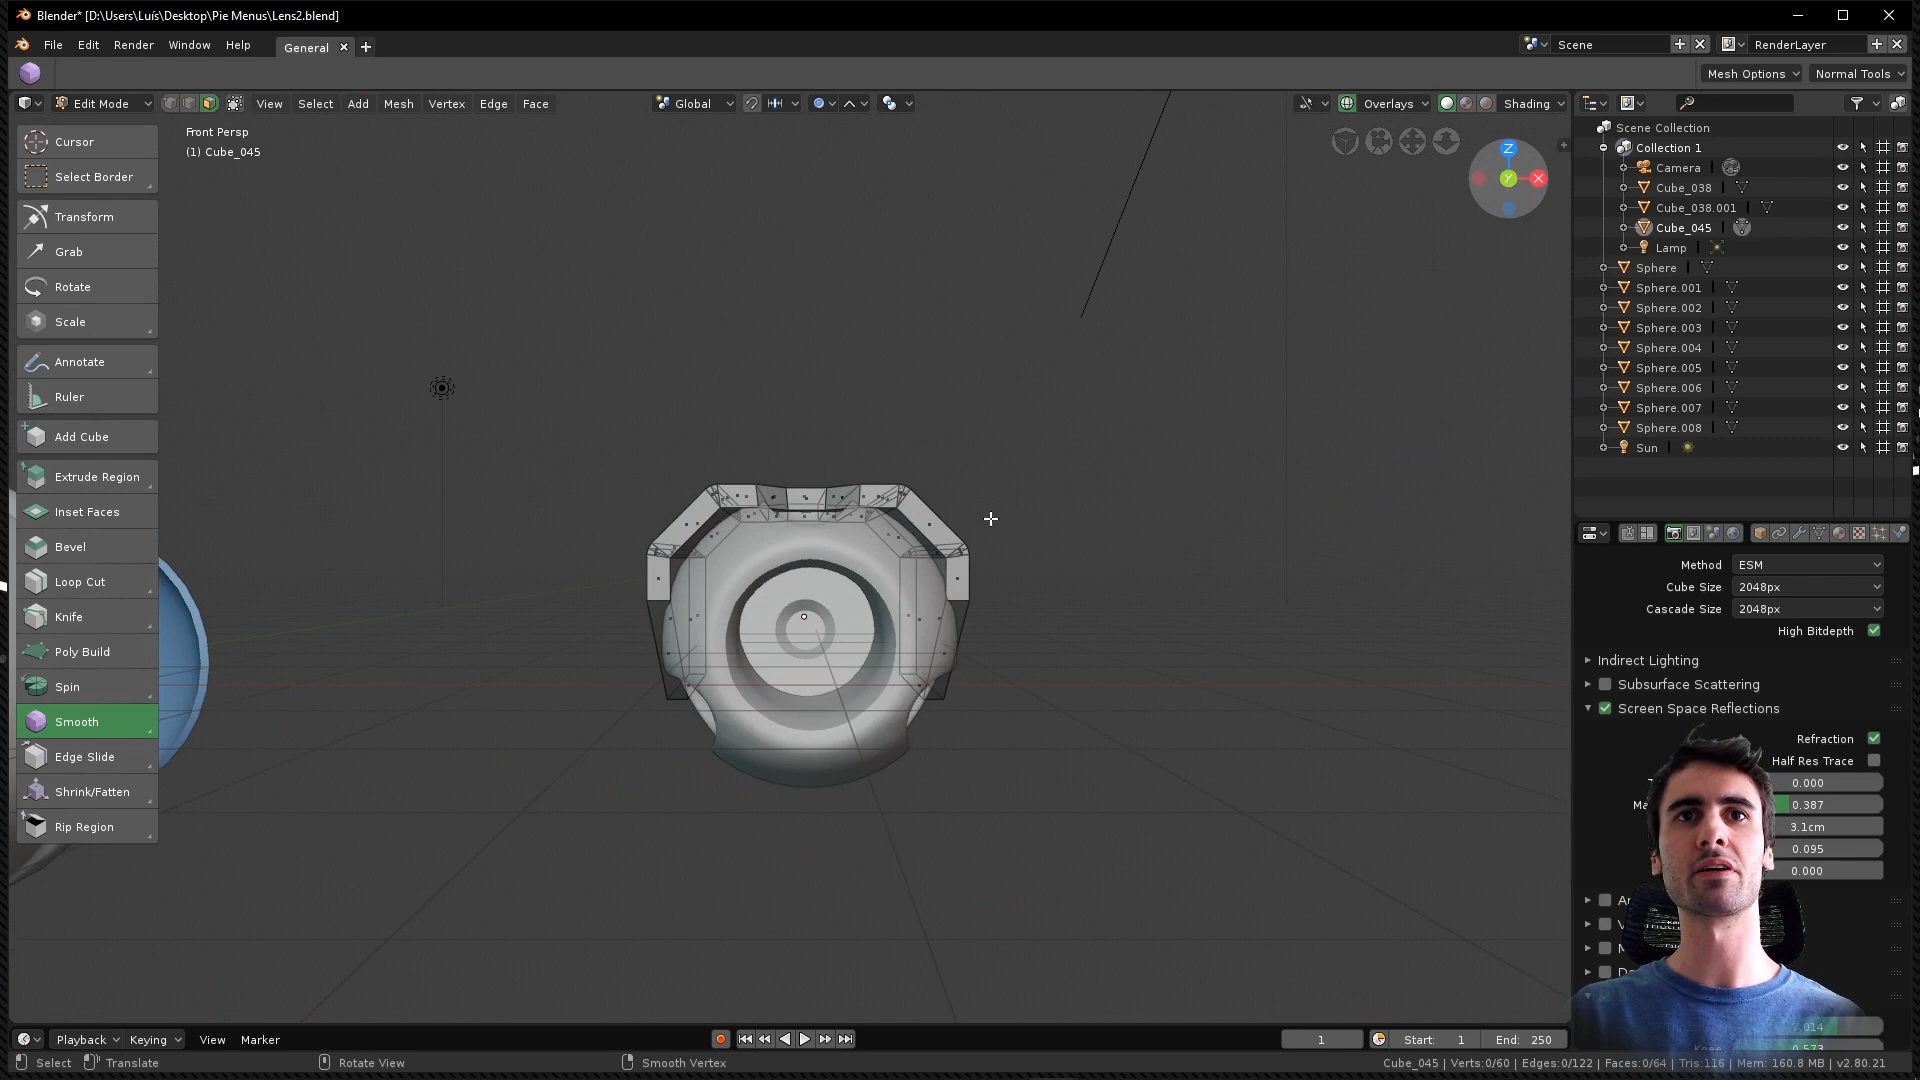 Blender* [D:\Users\Luís\Desktop\Pie Menus\Lens2.blend]
File Edit Render Window Help General Scene RenderLayer
Mesh Options Normal Tools
Edit Mode View Select Add Mesh Vertex Edge Face Global Overlays Shading
Front Persp
(1) Cube_045
Cursor
Select Border
Transform
Grab
Rotate
Scale
Annotate
Ruler
Add Cube
Extrude Region
Inset Faces
Bevel
Loop Cut
Knife
Poly Build
Spin
Smooth
Edge Slide
Shrink/Fatten
Rip Region
Z
Y
X
Scene Collection
Collection 1
Camera
Cube_038
Cube_038.001
Cube_045
Lamp
Sphere
Sphere.001
Sphere.002
Sphere.003
Sphere.004
Sphere.005
Sphere.006
Sphere.007
Sphere.008
Sun
Method ESM
Cube Size 2048px
Cascade Size 2048px
High Bitdepth
Indirect Lighting
Subsurface Scattering
Screen Space Reflections
Refraction
Half Res Trace
0.000
0.387
3.1cm
0.095
0.000
Playback Keying View Marker 1 Start: 1 End: 250
Select Translate Rotate View Smooth Vertex Cube_045 | Verts:0/60 | Edges:0/122 | Faces:0/64 | Tris:116 | Mem: 160.8 MB | v2.80.21